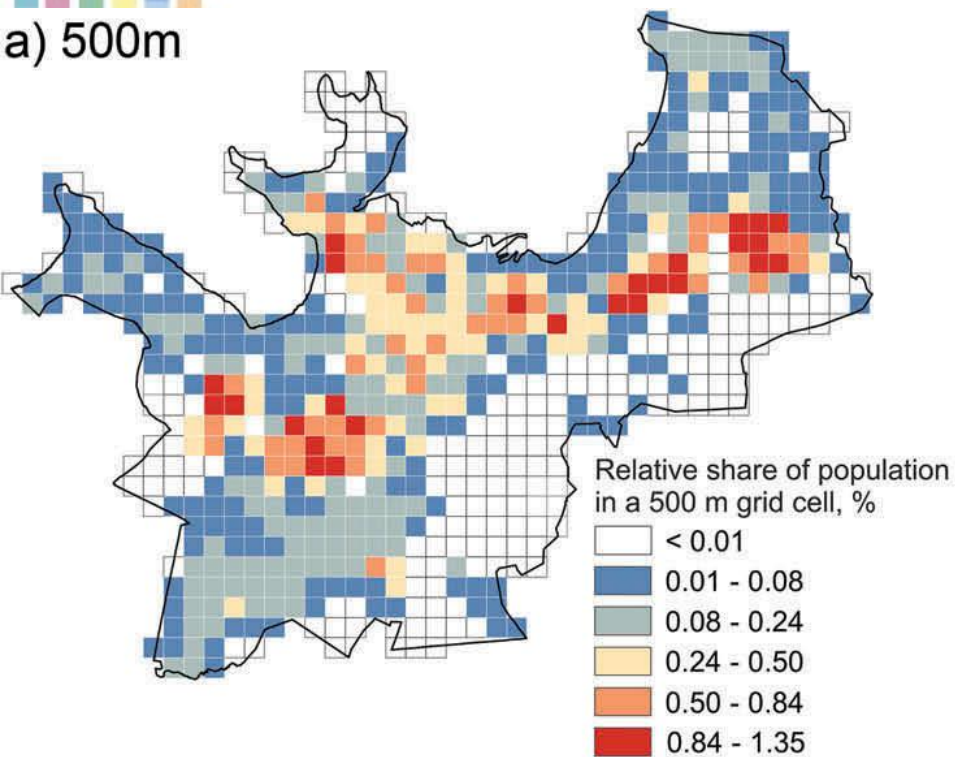 a) 500m
Relative share of population
in a 500 m grid cell, %
< 0.01
0.01 - 0.08
0.08 - 0.24
0.24 - 0.50
0.50 - 0.84
0.84 - 1.35